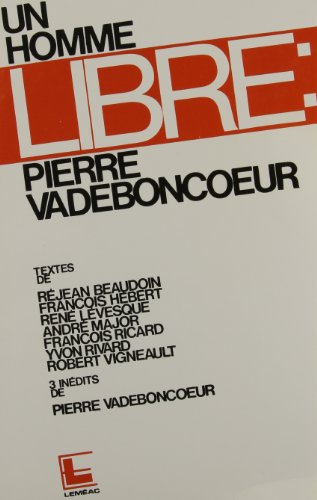 UN
HOMME
LIBRE:
PIERRE
VADEBONCOEUR
TEXTES
DE
RÉJEAN BEAUDOIN
FRANÇOIS HÉBERT
RENÉ LÉVESQUE
ANDRÉ MAJOR
FRANÇOIS RICARD
YVON RIVARD
ROBERT VIGNEAULT
3 INÉDITS
DE
PIERRE VADEBONCOEUR
LEMÉAC